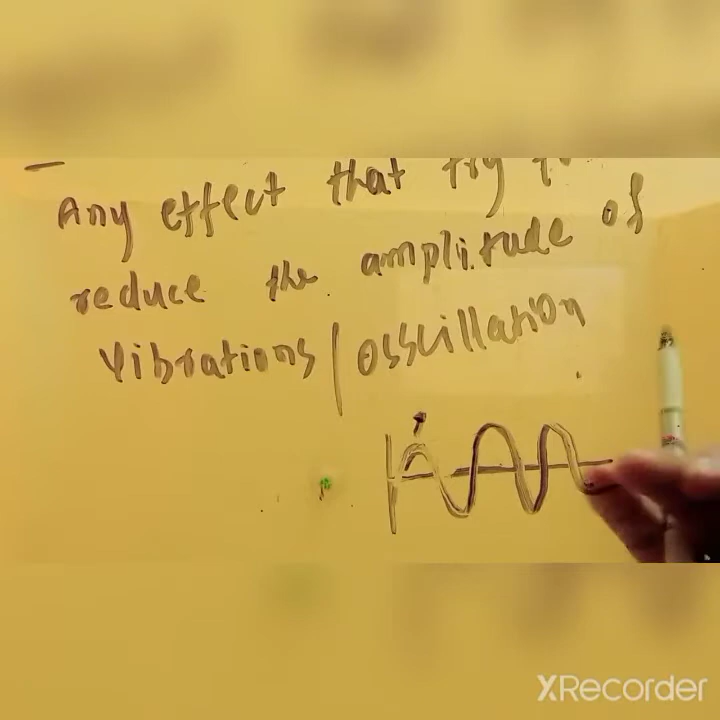 Any effect that try to
reduce the amplitude of
Vibrations/osscillation
XRecorder